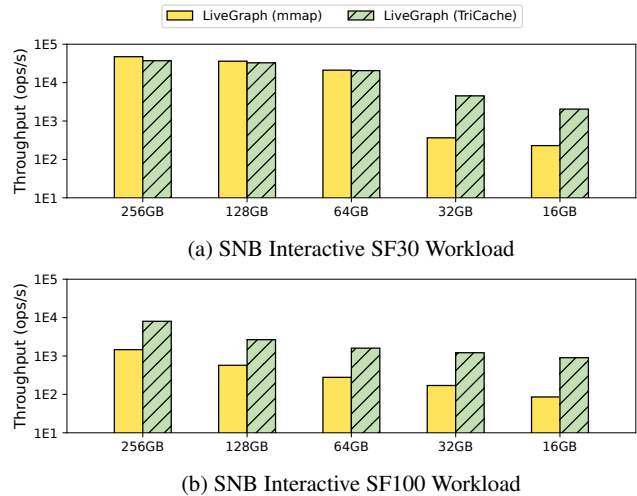 LiveGraph (mmap) LiveGraph (TriCache)
Throughput (ops/s)
1E5
1E4
1E3
1E2
1E1
256GB 128GB 64GB 32GB 16GB
(a) SNB Interactive SF30 Workload
Throughput (ops/s)
1E5
1E4
1E3
1E2
1E1
256GB 128GB 64GB 32GB 16GB
(b) SNB Interactive SF100 Workload